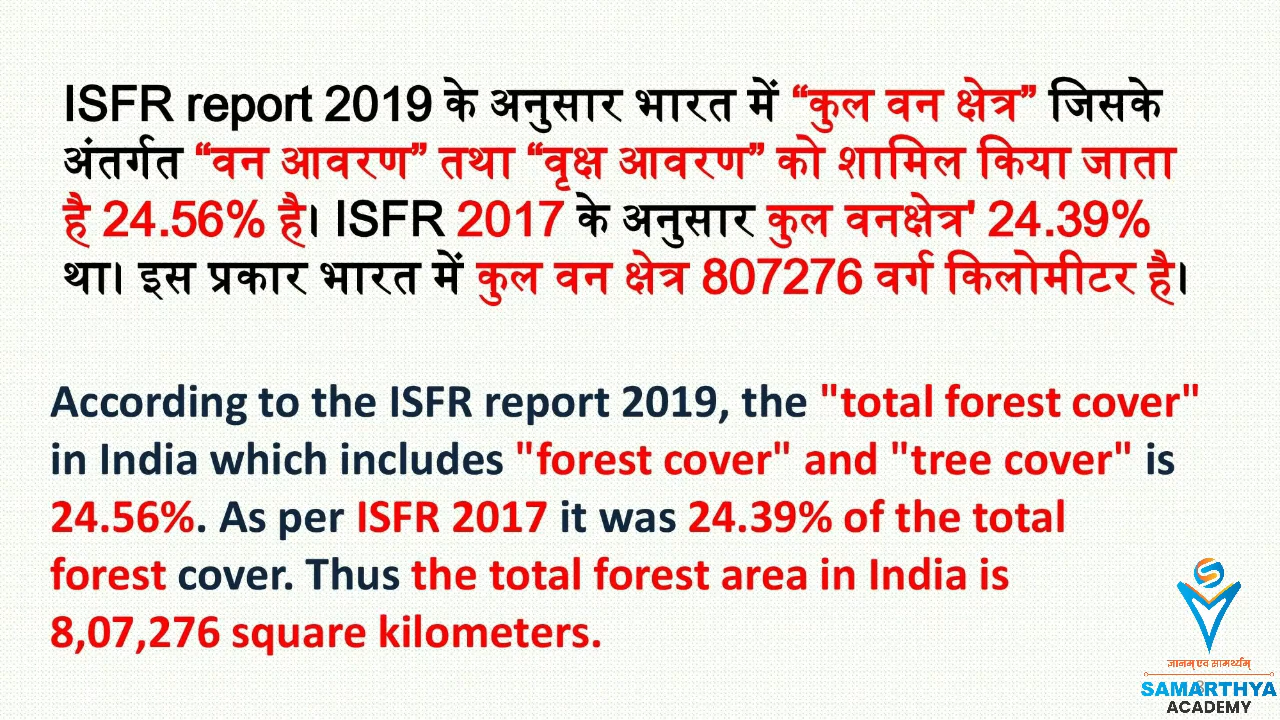 ISFR report 2019 के अनुसार भारत में “कुल वन क्षेत्र” जिसके
अंतर्गत “वन आवरण” तथा “वृक्ष आवरण” को शामिल किया जाता
है 24.56% है। ISFR 2017 के अनुसार कुल वनक्षेत्र' 24.39%
था। इस प्रकार भारत में कुल वन क्षेत्र 807276 वर्ग किलोमीटर है।
According to the ISFR report 2019, the "total forest cover"
in India which includes "forest cover" and "tree cover" is
24.56%. As per ISFR 2017 it was 24.39% of the total
forest cover. Thus the total forest area in India is
8,07,276 square kilometers.
ज्ञानम् एव सामर्थ्यम्
SAMARTHYA
ACADEMY